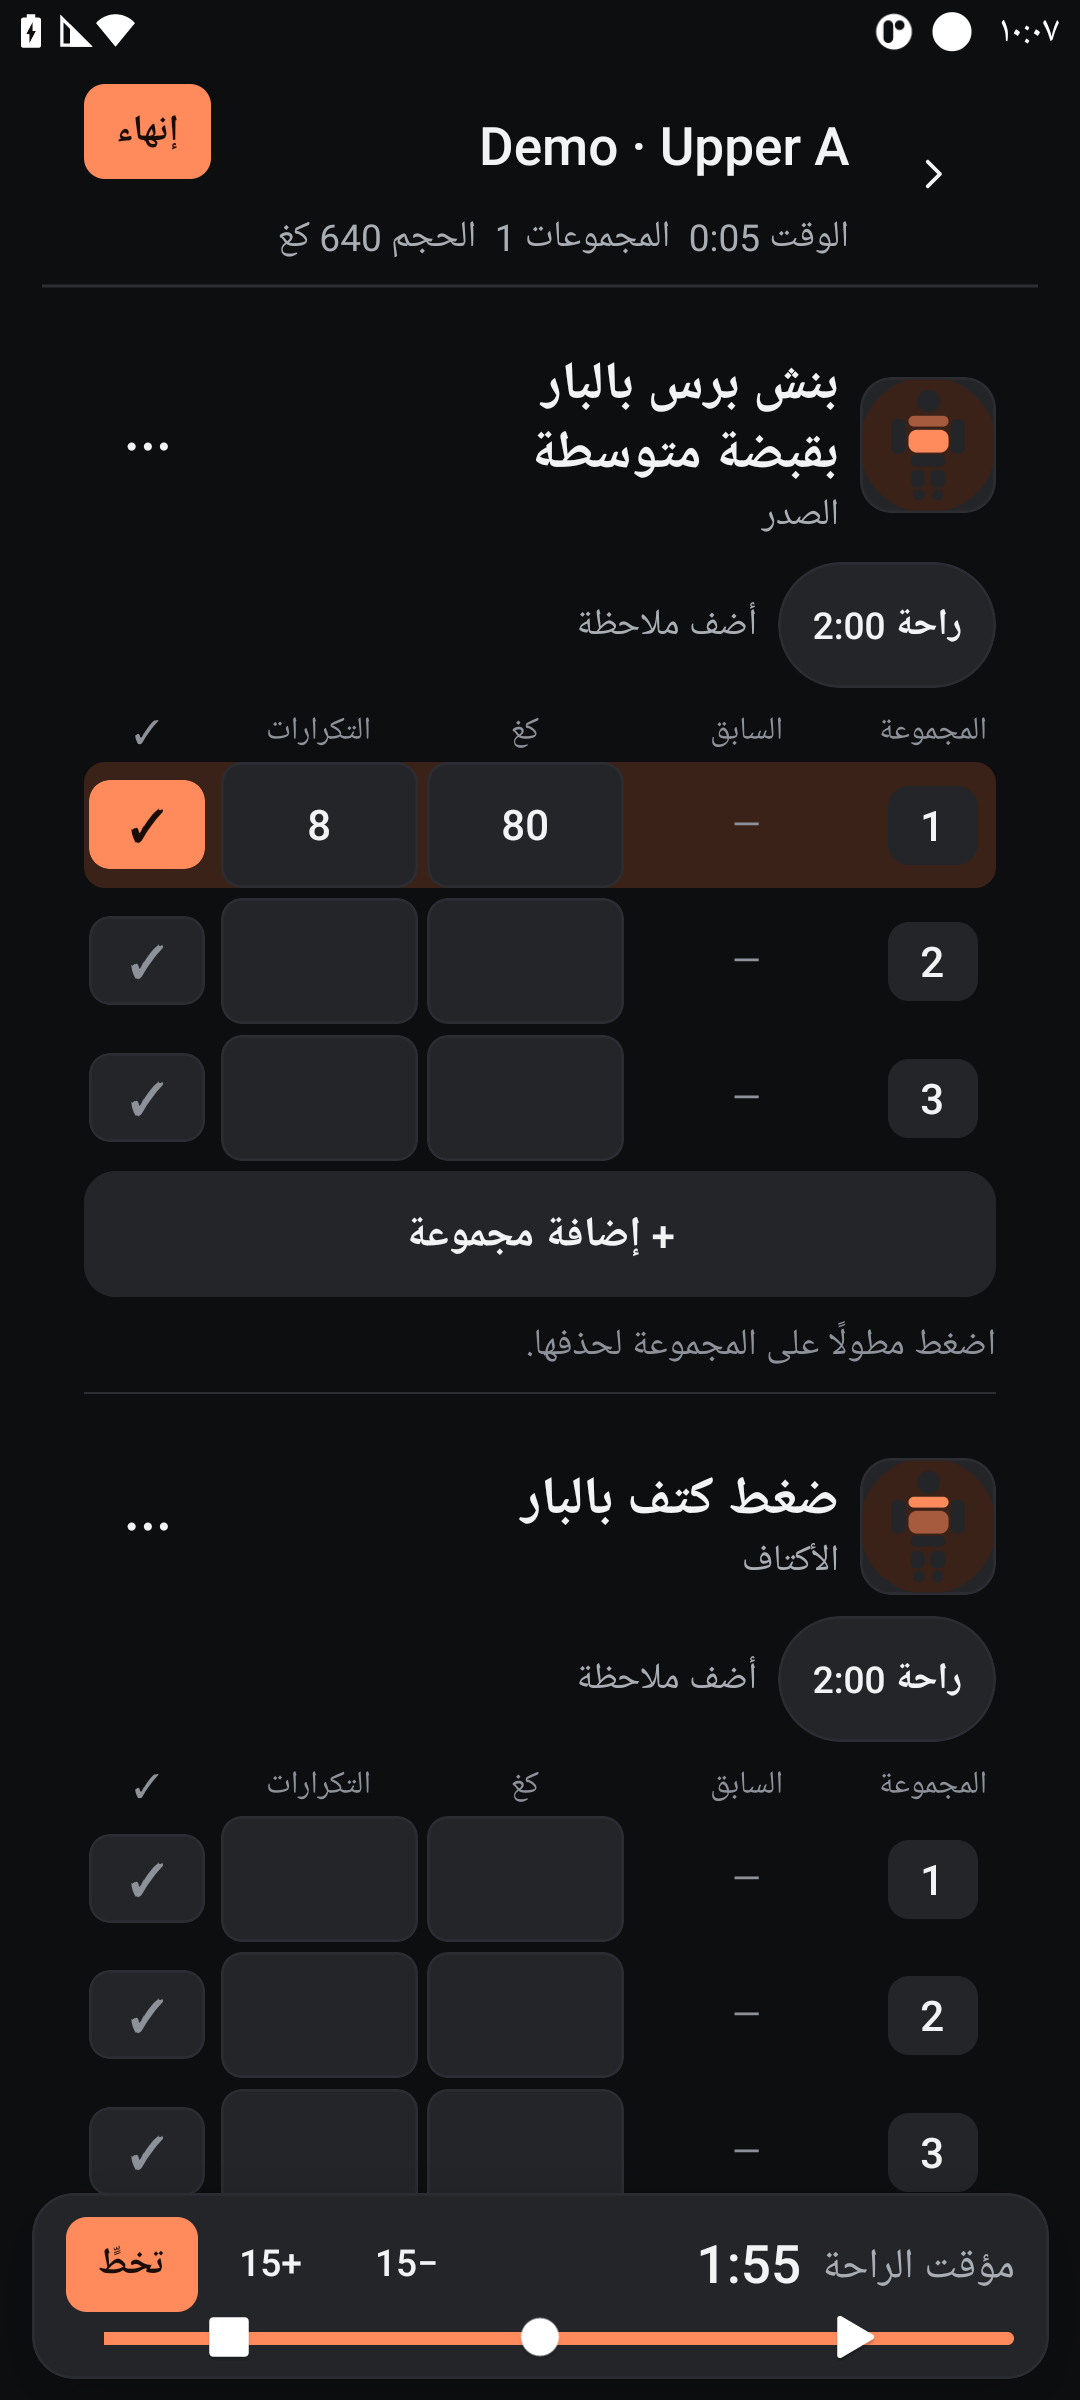 ١٠:٠٧
Demo · Upper A
إنهاء
الوقت 0:05 المجموعات 1 الحجم 640 كغ
بنش برس بالبار
بقبضة متوسطة
الصدر
...
راحة 2:00
أضف ملاحظة
المجموعة السابق كغ التكرارات ✓
1 — 80 8 ✓
2 — ✓
3 — ✓
+ إضافة مجموعة
اضغط مطولًا على المجموعة لحذفها.
ضغط كتف بالبار
الأكتاف
...
راحة 2:00
أضف ملاحظة
المجموعة السابق كغ التكرارات ✓
1 — ✓
2 — ✓
3 — ✓
مؤقت الراحة 1:55 −15 +15 تخطٍّ